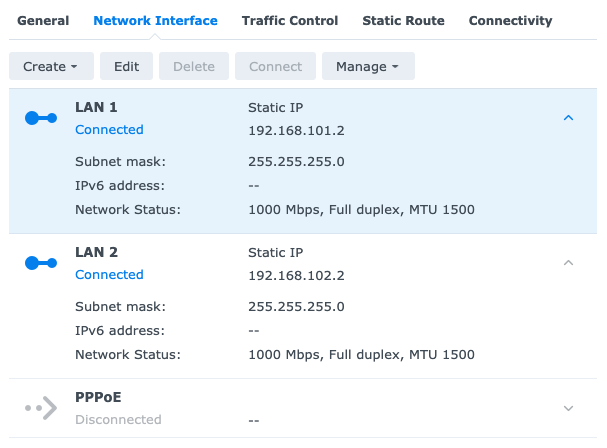 General Network Interface Traffic Control Static Route Connectivity
Create Edit Delete Connect Manage
LAN 1 Static IP
Connected 192.168.101.2
Subnet mask: 255.255.255.0
IPv6 address: --
Network Status: 1000 Mbps, Full duplex, MTU 1500
LAN 2 Static IP
Connected 192.168.102.2
Subnet mask: 255.255.255.0
IPv6 address: --
Network Status: 1000 Mbps, Full duplex, MTU 1500
PPPoE
Disconnected --